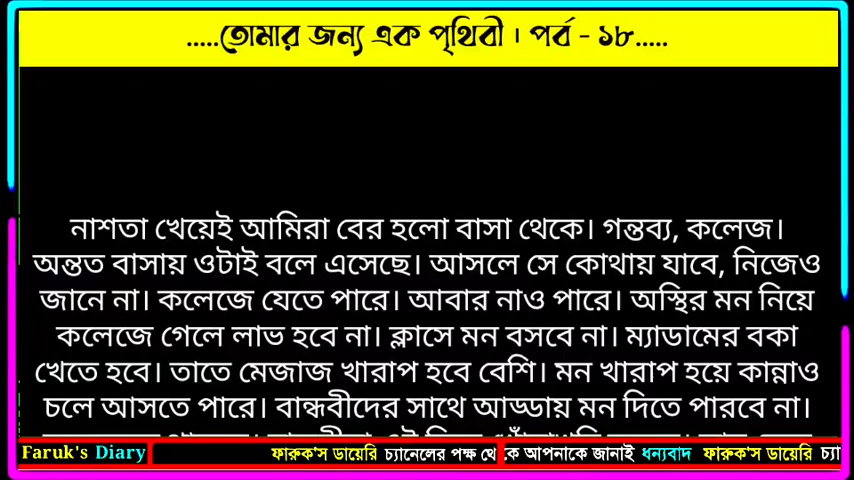 .....তোমার জন্য এক পৃথিবী। পর্ব - ১৮.....
নাশতা খেয়েই আমিরা বের হলো বাসা থেকে। গন্তব্য, কলেজ।
অন্তত বাসায় ওটাই বলে এসেছে। আসলে সে কোথায় যাবে, নিজেও
জানে না। কলেজে যেতে পারে। আবার নাও পারে। অস্থির মন নিয়ে
কলেজে গেলে লাভ হবে না। ক্লাসে মন বসবে না। ম্যাডামের বকা
খেতে হবে। তাতে মেজাজ খারাপ হবে বেশি। মন খারাপ হয়ে কান্নাও
চলে আসতে পারে। বান্ধবীদের সাথে আড্ডায় মন দিতে পারবে না।
Faruk's Diary
ফারুক'স ডায়েরি চ্যানেলের পক্ষ থেকে আপনাকে জানাই ধন্যবাদ ফারুক'স ডায়েরি